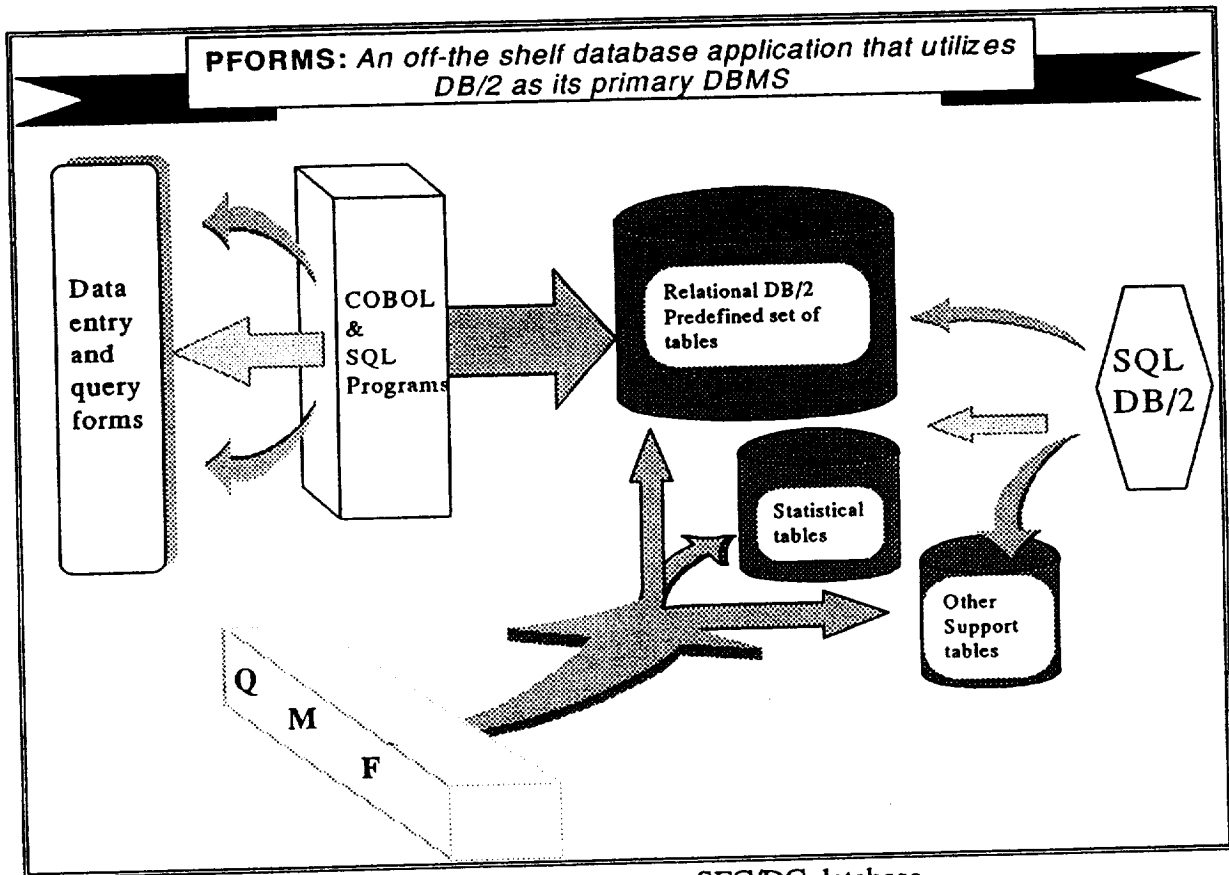 PFORMS: An off-the shelf database application that utilizes
DB/2 as its primary DBMS
Data
entry
and
query
forms
COBOL
&
SQL
Programs
Relational DB/2
Predefined set of
tables
SQL
DB/2
Statistical
tables
Other
Support
tables
Q
M
F
database